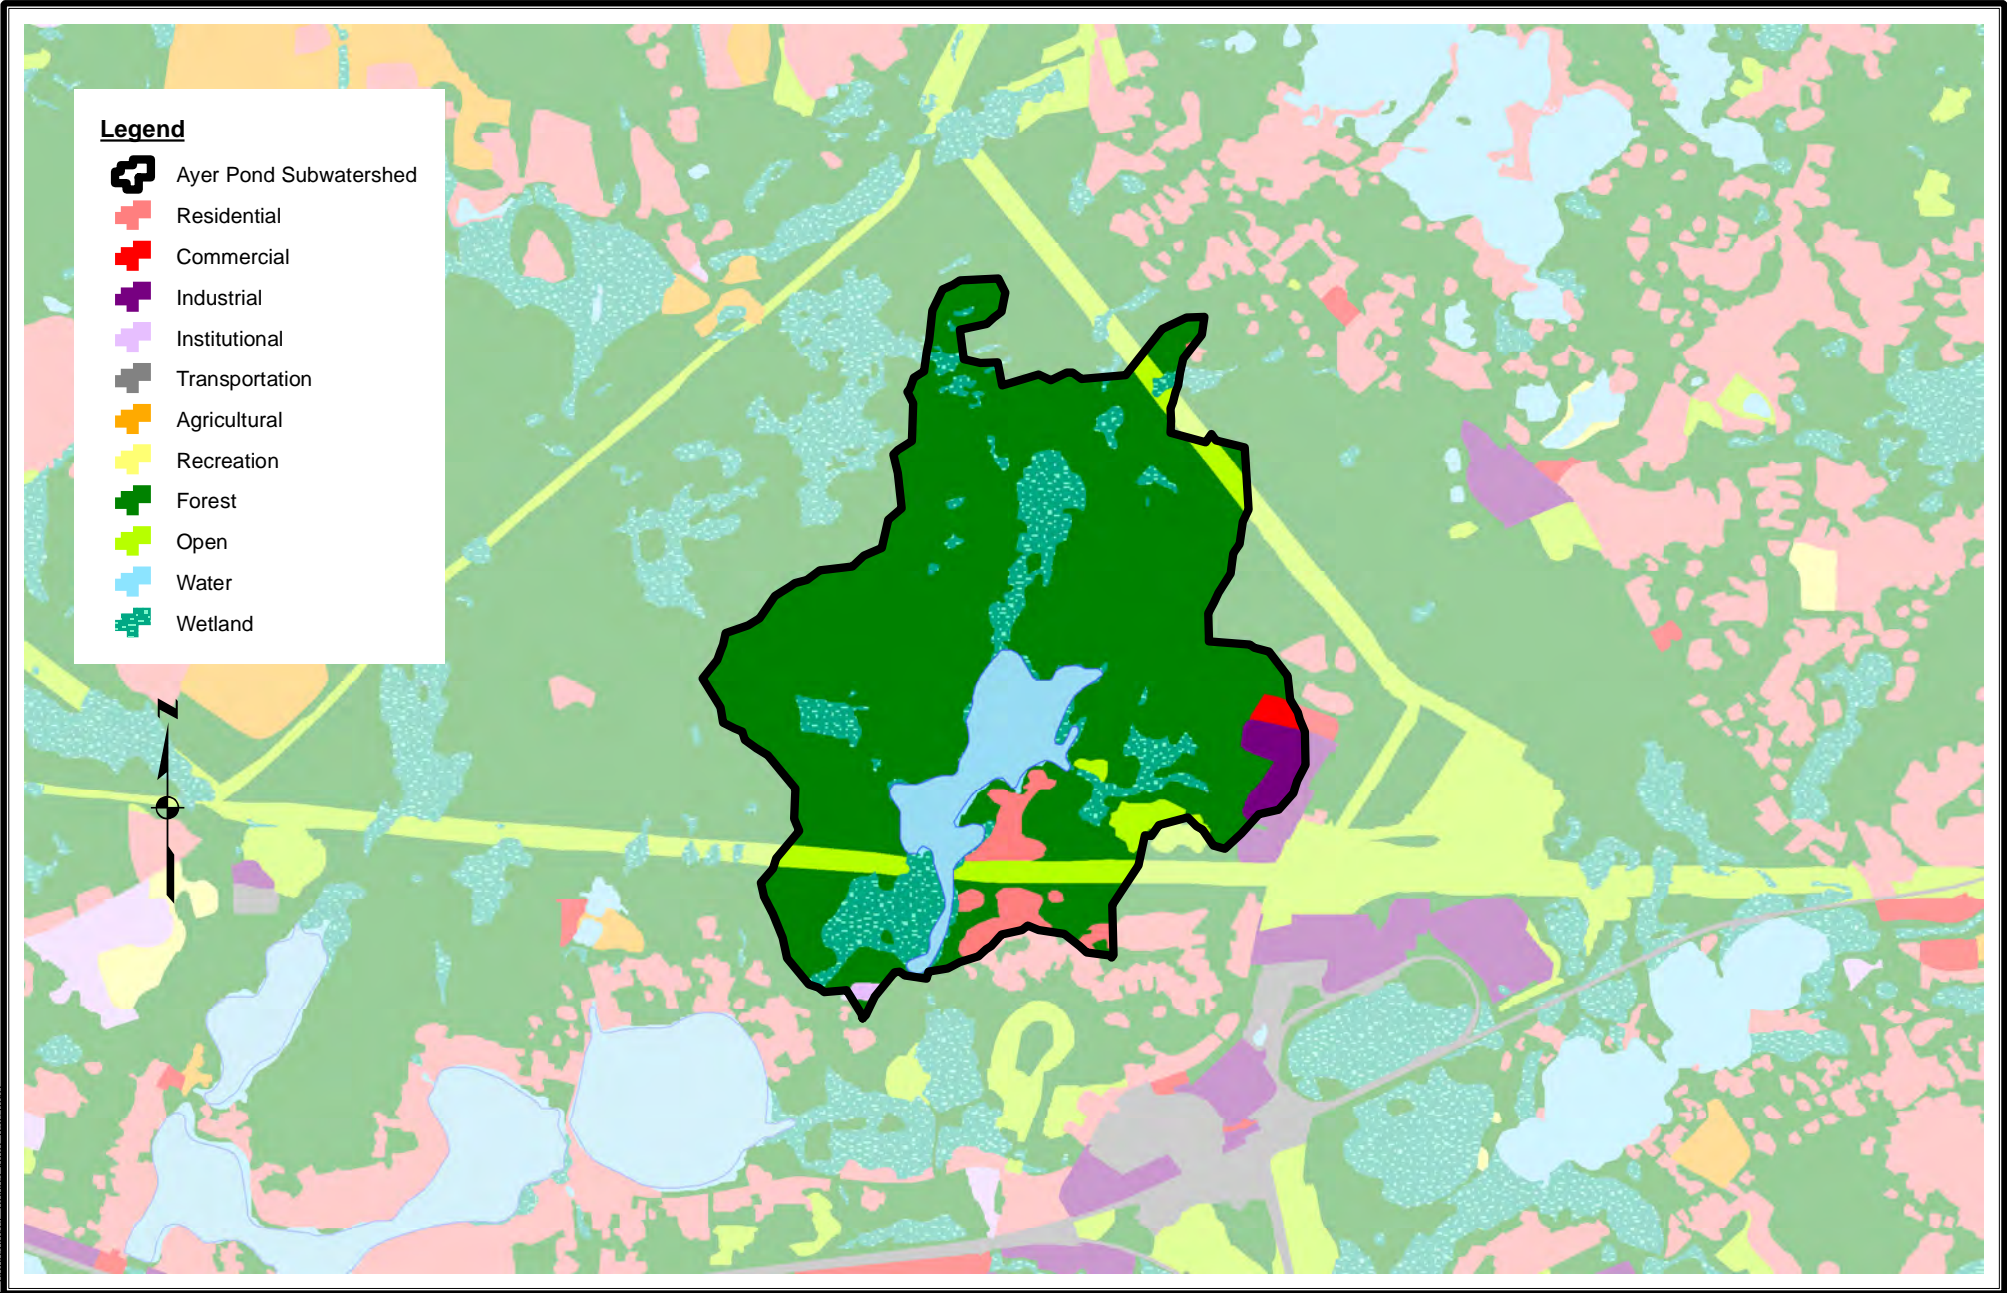 Legend
Ayer Pond Subwatershed
Residential
Commercial
Industrial
Institutional
Transportation
Agricultural
Recreation
Forest
Open
Water
Wetland
N